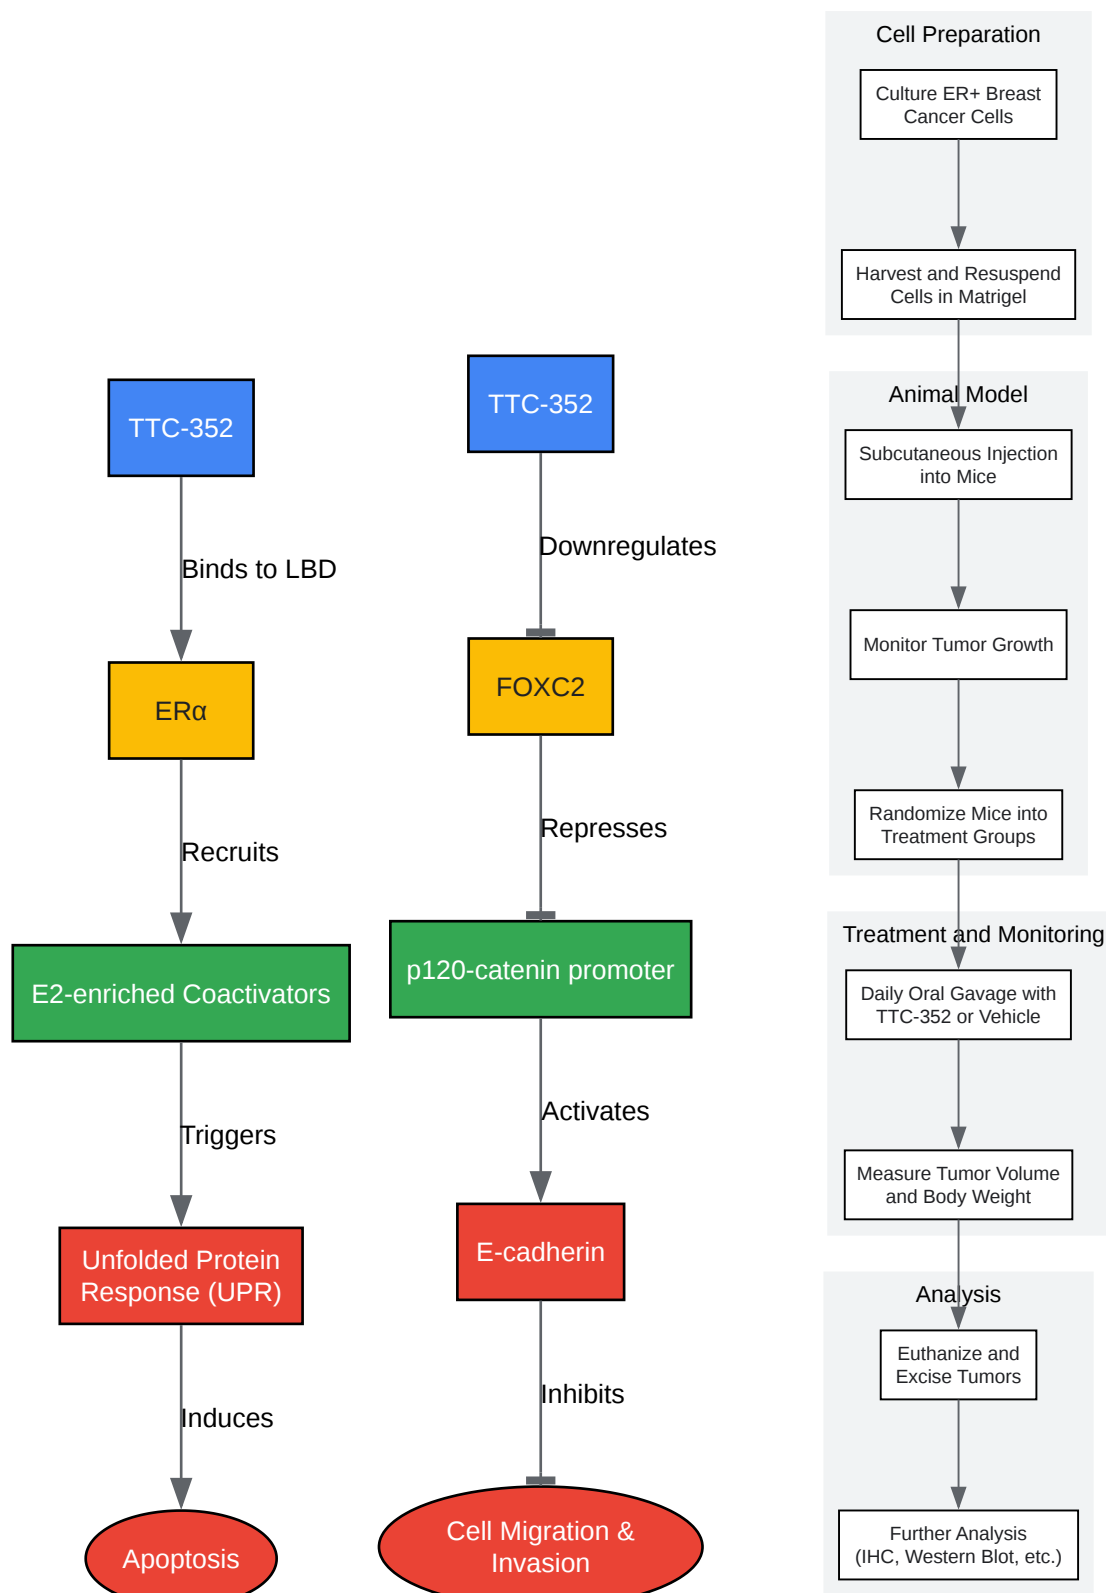 TTC-352
Binds to LBD
ERα
Recruits
E2-enriched Coactivators
Triggers
Unfolded Protein
Response (UPR)
Induces
Apoptosis
TTC-352
Downregulates
FOXC2
Represses
p120-catenin promoter
Activates
E-cadherin
Inhibits
Cell Migration &
Invasion
Cell Preparation
Culture ER+ Breast
Cancer Cells
Harvest and Resuspend
Cells in Matrigel
Animal Model
Subcutaneous Injection
into Mice
Monitor Tumor Growth
Randomize Mice into
Treatment Groups
Treatment and Monitoring
Daily Oral Gavage with
TTC-352 or Vehicle
Measure Tumor Volume
and Body Weight
Analysis
Euthanize and
Excise Tumors
Further Analysis
(IHC, Western Blot, etc.)